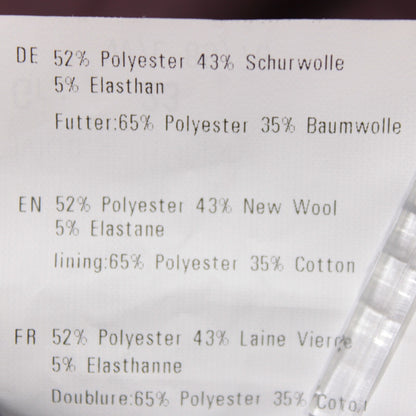 DE 52% Polyester 43% Schurwolle
5% Elasthan
Futter:65% Polyester 35% Baumwolle
EN 52% Polyester 43% New Wool
5% Elastane
lining:65% Polyester 35% Cotton
FR 52% Polyester 43% Laine Vierge
5% Elasthanne
Doublure:65% Polyester 35% Coton